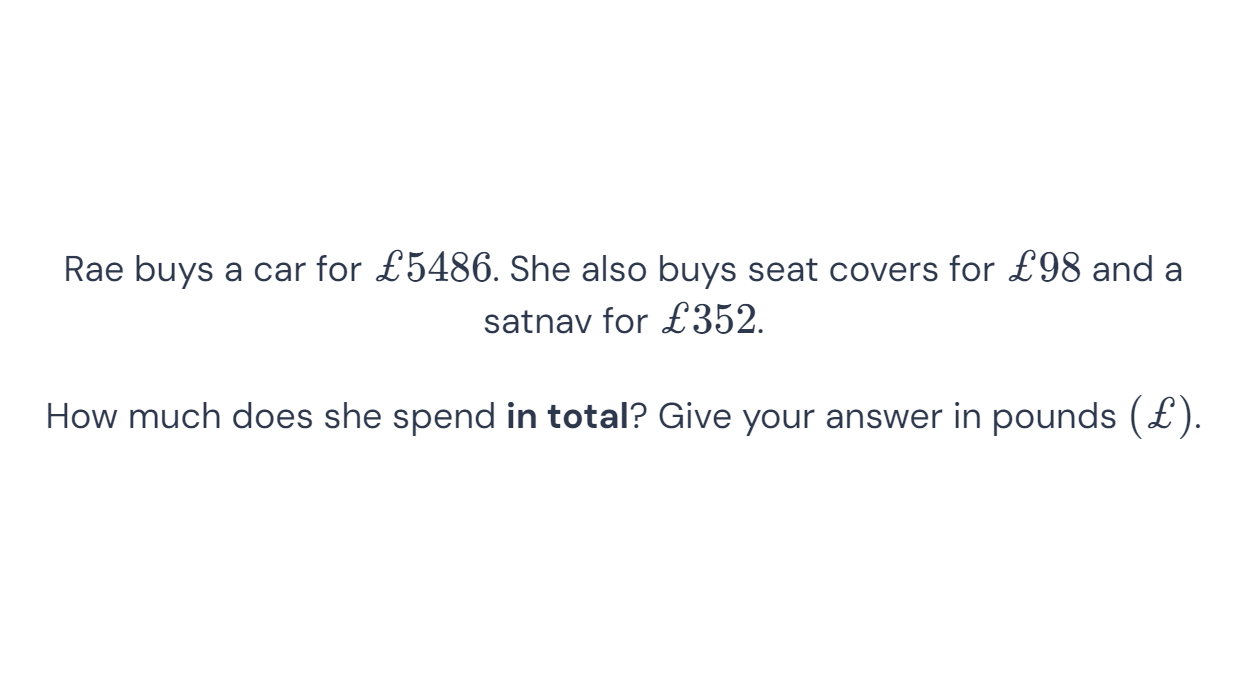 Rae buys a car for £5486. She also buys seat covers for £98 and a
satnav for £352.
How much does she spend in total? Give your answer in pounds (£).